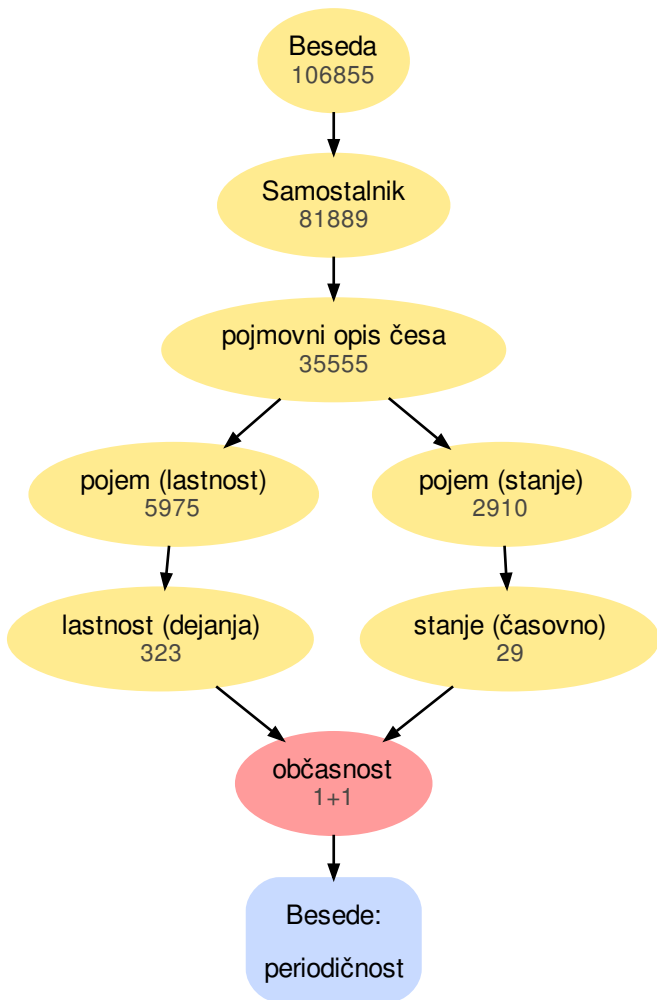 Beseda
106855
Samostalnik
81889
pojmovni opis česa
35555
pojem (lastnost)
5975
pojem (stanje)
2910
lastnost (dejanja)
323
stanje (časovno)
29
občasnost
1+1
Besede:
periodičnost